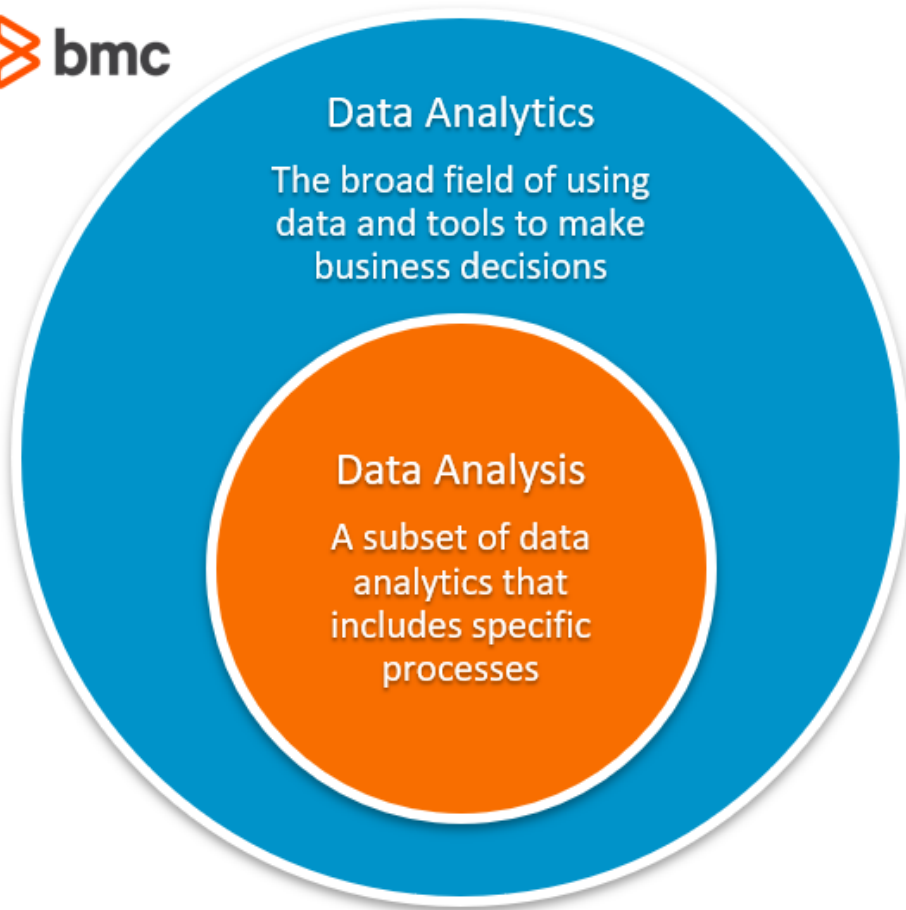 bmc
Data Analytics
The broad field of using
data and tools to make
business decisions
Data Analysis
A subset of data
analytics that
includes specific
processes